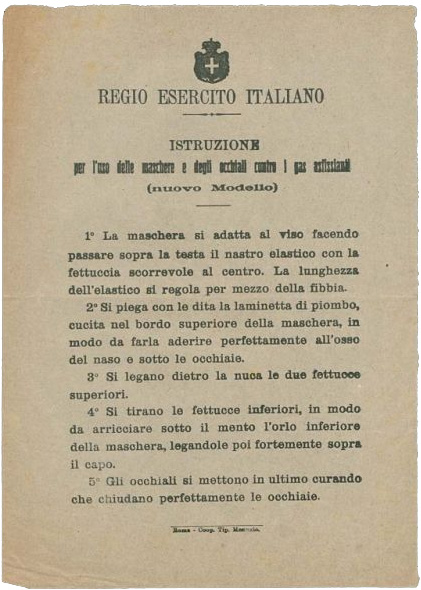 REGIO ESERCITO ITALIANO
ISTRUZIONE
per l'uso delle maschere e degli occhiali contro i gas asfissianti
(nuovo Modello)
1° La maschera si adatta al viso facendo
passare sopra la testa il nastro elastico con la
fettuccia scorrevole al centro. La lunghezza
dell'elastico si regola per mezzo della fibbia.
2° Si piega con le dita la laminetta di piombo,
cucita nel bordo superiore della maschera, in
modo da farla aderire perfettamente all'osso
del naso e sotto le occhiaie.
3° Si legano dietro la nuca le due fettucce
superiori.
4° Si tirano le fettucce inferiori, in modo
da arricciare sotto il mento l'orlo inferiore
della maschera, legandole poi fortemente sopra
il capo.
5° Gli occhiali si mettono in ultimo curando
che chiudano perfettamente le occhiaie.
Roma - Coop. Tip. Manuzio.